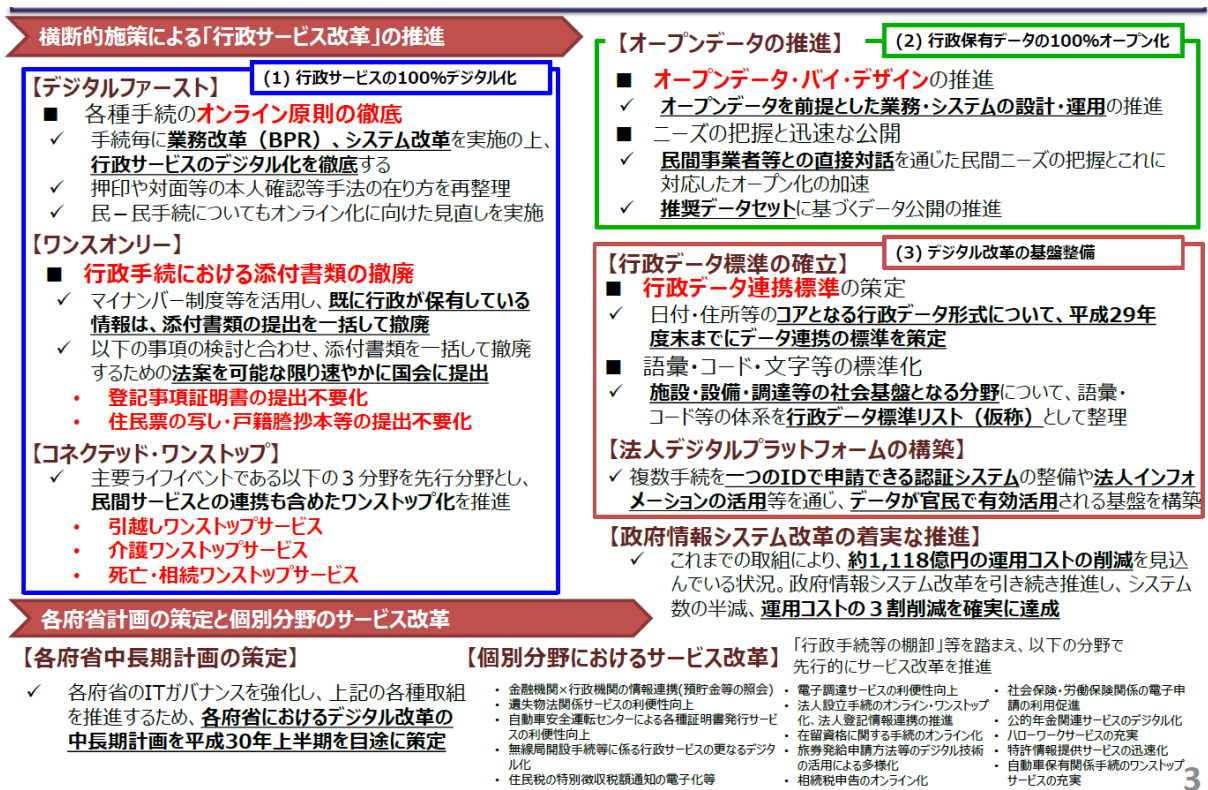 横断的施策による「行政サービス改革」の推進
(1) 行政サービスの100%デジタル化
【デジタルファースト】
■ 各種手続のオンライン原則の徹底
✓ 手続毎に業務改革（BPR）、システム改革を実施の上、
行政サービスのデジタル化を徹底する
✓ 押印や対面等の本人確認等手法の在り方を再整理
✓ 民－民手続についてもオンライン化に向けた見直しを実施
【ワンスオンリー】
■ 行政手続における添付書類の撤廃
✓ マイナンバー制度等を活用し、既に行政が保有している
情報は、添付書類の提出を一括して撤廃
✓ 以下の事項の検討と合わせ、添付書類を一括して撤廃
するための法案を可能な限り速やかに国会に提出
・ 登記事項証明書の提出不要化
・ 住民票の写し・戸籍謄抄本等の提出不要化
【コネクテッド・ワンストップ】
✓ 主要ライフイベントである以下の３分野を先行分野とし、
民間サービスとの連携も含めたワンストップ化を推進
・ 引越しワンストップサービス
・ 介護ワンストップサービス
・ 死亡・相続ワンストップサービス
【オープンデータの推進】
(2) 行政保有データの100%オープン化
■ オープンデータ・バイ・デザインの推進
✓ オープンデータを前提とした業務・システムの設計・運用の推進
■ ニーズの把握と迅速な公開
✓ 民間事業者等との直接対話を通じた民間ニーズの把握とこれに
対応したオープン化の加速
✓ 推奨データセットに基づくデータ公開の推進
(3) デジタル改革の基盤整備
【行政データ標準の確立】
■ 行政データ連携標準の策定
✓ 日付・住所等のコアとなる行政データ形式について、平成29年
度末までにデータ連携の標準を策定
■ 語彙・コード・文字等の標準化
✓ 施設・設備・調達等の社会基盤となる分野について、語彙・
コード等の体系を行政データ標準リスト（仮称）として整理
【法人デジタルプラットフォームの構築】
✓ 複数手続を一つのIDで申請できる認証システムの整備や法人インフォ
メーションの活用等を通じ、データが官民で有効活用される基盤を構築
【政府情報システム改革の着実な推進】
✓ これまでの取組により、約1,118億円の運用コストの削減を見込
んでいる状況。政府情報システム改革を引き続き推進し、システム
数の半減、運用コストの３割削減を確実に達成
各府省計画の策定と個別分野のサービス改革
【各府省中長期計画の策定】
✓ 各府省のITガバナンスを強化し、上記の各種取組
を推進するため、各府省におけるデジタル改革の
中長期計画を平成30年上半期を目途に策定
【個別分野におけるサービス改革】
「行政手続等の棚卸」等を踏まえ、以下の分野で
先行的にサービス改革を推進
・ 金融機関×行政機関の情報連携(預貯金等の照会)
・ 遺失物法関係サービスの利便性向上
・ 自動車安全運転センターによる各種証明書発行サービ
スの利便性向上
・ 無線局開設手続等に係る行政サービスの更なるデジタ
ル化
・ 住民税の特別徴収税額通知の電子化等
・ 電子調達サービスの利便性向上
・ 法人設立手続のオンライン・ワンストップ
化、法人登記情報連携の推進
・ 在留資格に関する手続のオンライン化
・ 旅券発給申請方法等のデジタル技術
の活用による多様化
・ 相続税申告のオンライン化
・ 社会保険・労働保険関係の電子申
請の利用促進
・ 公的年金関連サービスのデジタル化
・ ハローワークサービスの充実
・ 特許情報提供サービスの迅速化
・ 自動車保有関係手続のワンストップ
サービスの充実
3